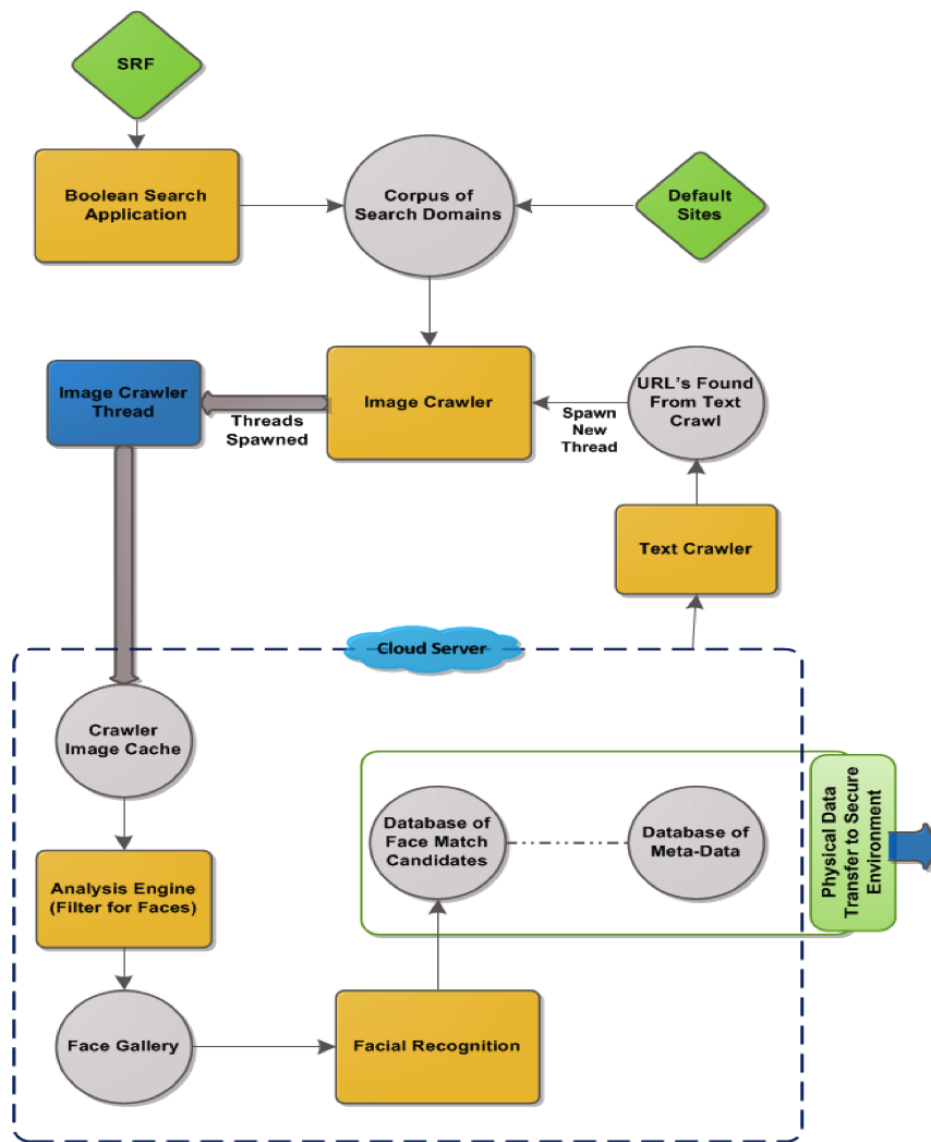 SRF
Boolean Search
Application
Corpus of
Search Domains
Default
Sites
Image Crawler
Thread
Threads
Spawned
Image Crawler
Spawn
New
Thread
URL's Found
From Text
Crawl
Text Crawler
Cloud Server
Crawler
Image Cache
Analysis Engine
(Filter for Faces)
Face Gallery
Facial Recognition
Database of
Face Match
Candidates
Database of
Meta-Data
Physical Data
Transfer to Secure
Environment